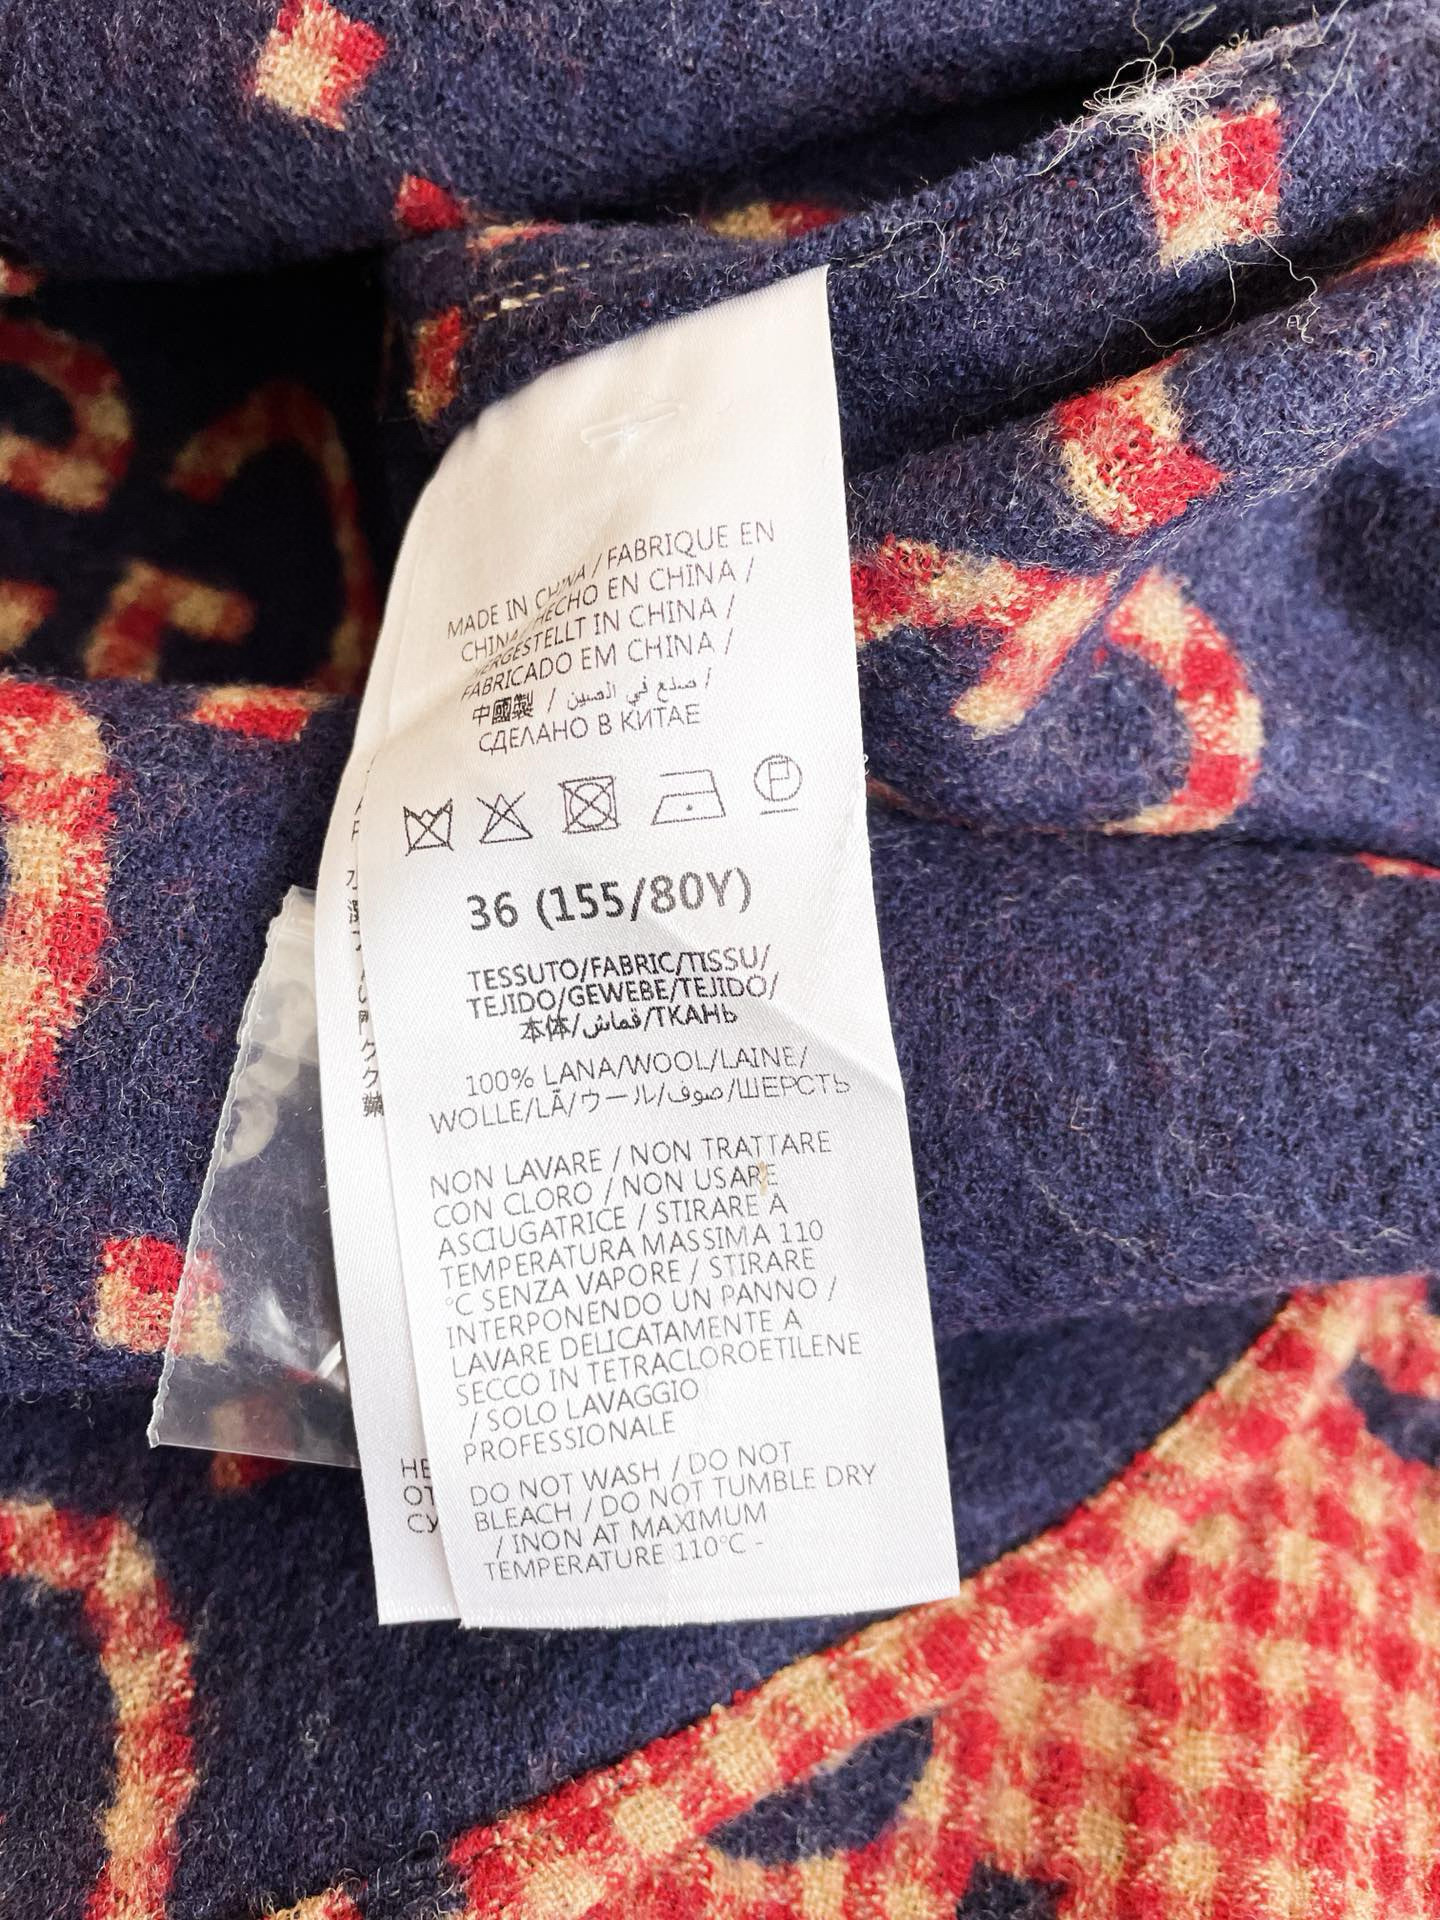 MADE IN CHINA / FABRIQUE EN
CHINA / HECHO EN CHINA /
HERGESTELLT IN CHINA /
FABRICADO EM CHINA /
中國製 / صنع في الصين /
СДЕЛАНО В КИТАЕ
P
36 (155/80Y)
TESSUTO/FABRIC/TISSU/
TEJIDO/GEWEBE/TEJIDO/
本体/قماش/ТКАНЬ
100% LANA/WOOL/LAINE/
WOLLE/LÃ/ウール/صوف/ШЕРСТЬ
NON LAVARE / NON TRATTARE
CON CLORO / NON USARE
ASCIUGATRICE / STIRARE A
TEMPERATURA MASSIMA 110
°C SENZA VAPORE / STIRARE
INTERPONENDO UN PANNO /
LAVARE DELICATAMENTE A
SECCO IN TETRACLOROETILENE
/ SOLO LAVAGGIO
PROFESSIONALE
DO NOT WASH / DO NOT
BLEACH / DO NOT TUMBLE DRY
/ INON AT MAXIMUM
TEMPERATURE 110°C -
НЕ
ОТ
СУ